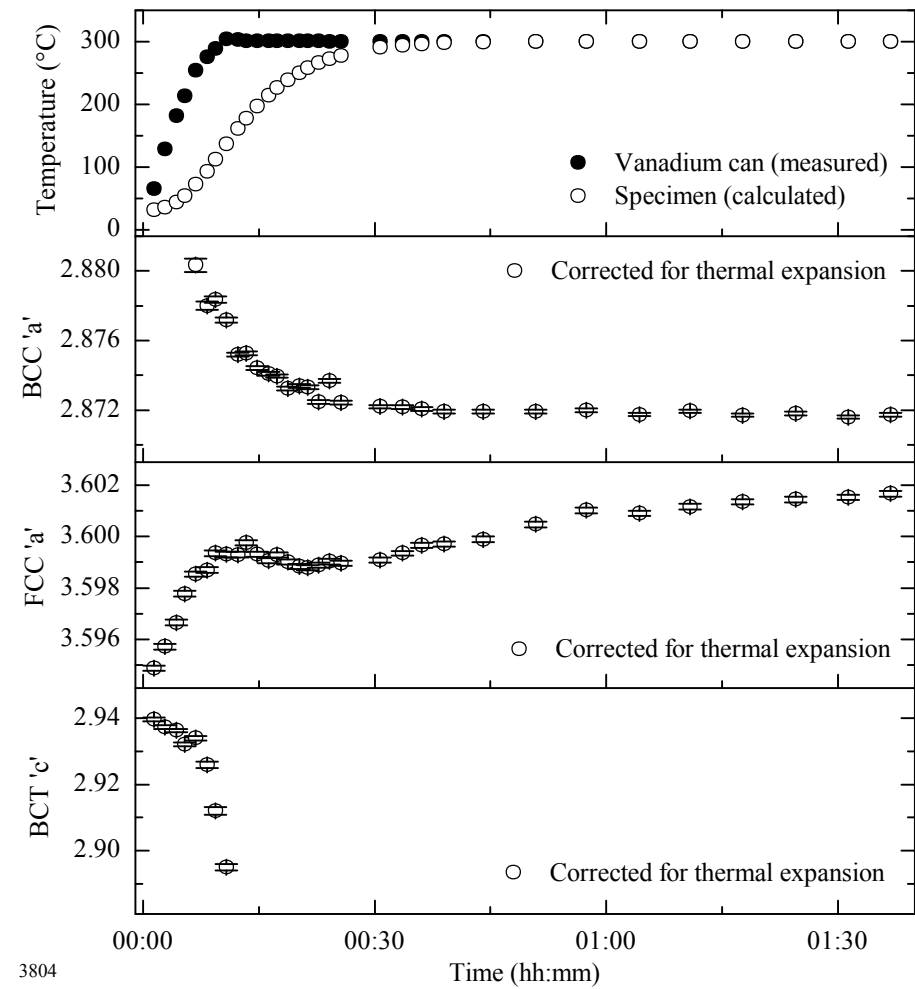 Temperature (°C)
300
200
100
0
Vanadium can (measured)
Specimen (calculated)
BCC 'a'
2.880
2.876
2.872
Corrected for thermal expansion
FCC 'a'
3.602
3.600
3.598
3.596
Corrected for thermal expansion
BCT 'c'
2.94
2.92
2.90
Corrected for thermal expansion
00:00 00:30 01:00 01:30
Time (hh:mm)
3804